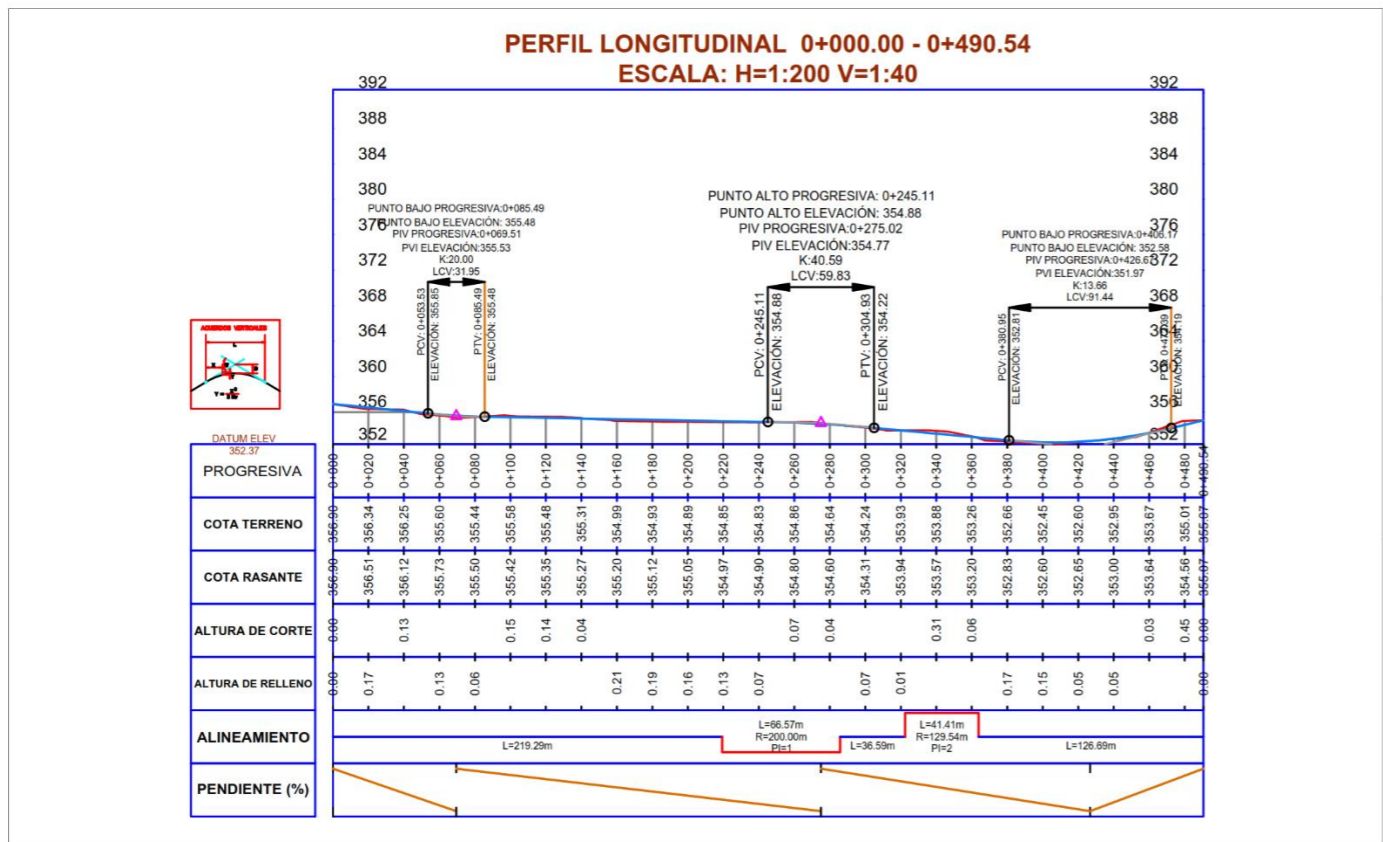 PERFIL LONGITUDINAL 0+000.00 - 0+490.54
ESCALA: H=1:200 V=1:40
392
388
384
380
376
372
368
364
360
356
352
392
388
384
380
376
372
368
364
360
356
352
PUNTO BAJO PROGRESIVA:0+085.49
PUNTO BAJO ELEVACIÓN: 355.48
PIV PROGRESIVA:0+069.51
PVI ELEVACIÓN:355.53
K:20.00
LCV:31.95
PCV: 0+053.53
ELEVACIÓN: 355.85
PTV: 0+085.49
ELEVACIÓN: 355.48
PUNTO ALTO PROGRESIVA: 0+245.11
PUNTO ALTO ELEVACIÓN: 354.88
PIV PROGRESIVA:0+275.02
PIV ELEVACIÓN:354.77
K:40.59
LCV:59.83
PCV: 0+245.11
ELEVACIÓN: 354.88
PTV: 0+304.93
ELEVACIÓN: 354.22
PUNTO BAJO PROGRESIVA:0+406.17
PUNTO BAJO ELEVACIÓN: 352.58
PIV PROGRESIVA:0+426.67
PVI ELEVACIÓN:351.97
K:13.66
LCV:91.44
PCV: 0+380.95
ELEVACIÓN: 352.81
ELEVACIÓN:
ACUERDOS VERTICALES
L
DATUM ELEV
352.37
PROGRESIVA 0+000 0+020 0+040 0+060 0+080 0+100 0+120 0+140 0+160 0+180 0+200 0+220 0+240 0+260 0+280 0+300 0+320 0+340 0+360 0+380 0+400 0+420 0+440 0+460 0+480 0+490.54
COTA TERRENO 356.90 356.34 356.25 355.60 355.44 355.58 355.48 355.31 354.99 354.93 354.89 354.85 354.83 354.86 354.64 354.24 353.93 353.88 353.26 352.66 352.45 352.60 352.95 353.67 355.01 355.07
COTA RASANTE 356.90 356.51 356.12 355.73 355.50 355.42 355.35 355.27 355.20 355.12 355.05 354.97 354.90 354.80 354.60 354.31 353.94 353.57 353.20 352.83 352.60 352.65 353.00 353.64 354.56 355.07
ALTURA DE CORTE 0.00 0.13 0.15 0.14 0.04 0.07 0.04 0.31 0.06 0.03 0.45 0.00
ALTURA DE RELLENO 0.00 0.17 0.13 0.06 0.21 0.19 0.16 0.13 0.07 0.07 0.01 0.17 0.15 0.05 0.05 0.00
ALINEAMIENTO
L=219.29m
L=66.57m
R=200.00m
PI=1
L=36.59m
L=41.41m
R=129.54m
PI=2
L=126.69m
PENDIENTE (%)